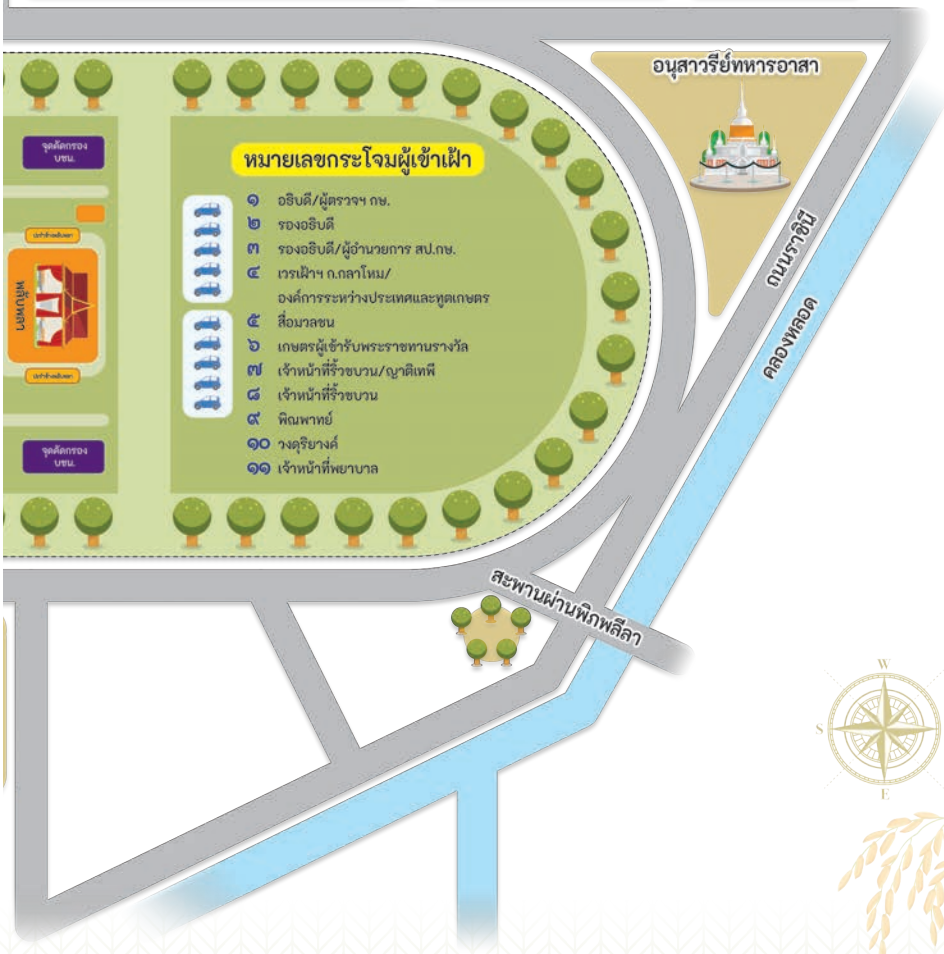 อนุสาวรีย์ทหารอาสา
จุดคัดกรอง
บชน.
หมายเลขกระโจมผู้เข้าเฝ้า
๑ อธิบดี/ผู้ตรวจฯ กษ.
๒ รองอธิบดี
๓ รองอธิบดี/ผู้อำนวยการ สป.กษ.
๔ เวรเฝ้าฯ ก.กลาโหม/
องค์การระหว่างประเทศและทูตเกษตร
๕ สื่อมวลชน
๖ เกษตรผู้เข้ารับพระราชทานรางวัล
๗ เจ้าหน้าที่ริ้วขบวน/ญาติเทพี
๘ เจ้าหน้าที่ริ้วขบวน
๙ พิณพาทย์
๑๐ วงดุริยางค์
๑๑ เจ้าหน้าที่พยาบาล
พลับพลา
ถนนราชินี
คลองหลอด
จุดคัดกรอง
บชน.
สะพานผ่านพิภพลีลา
W
S
E